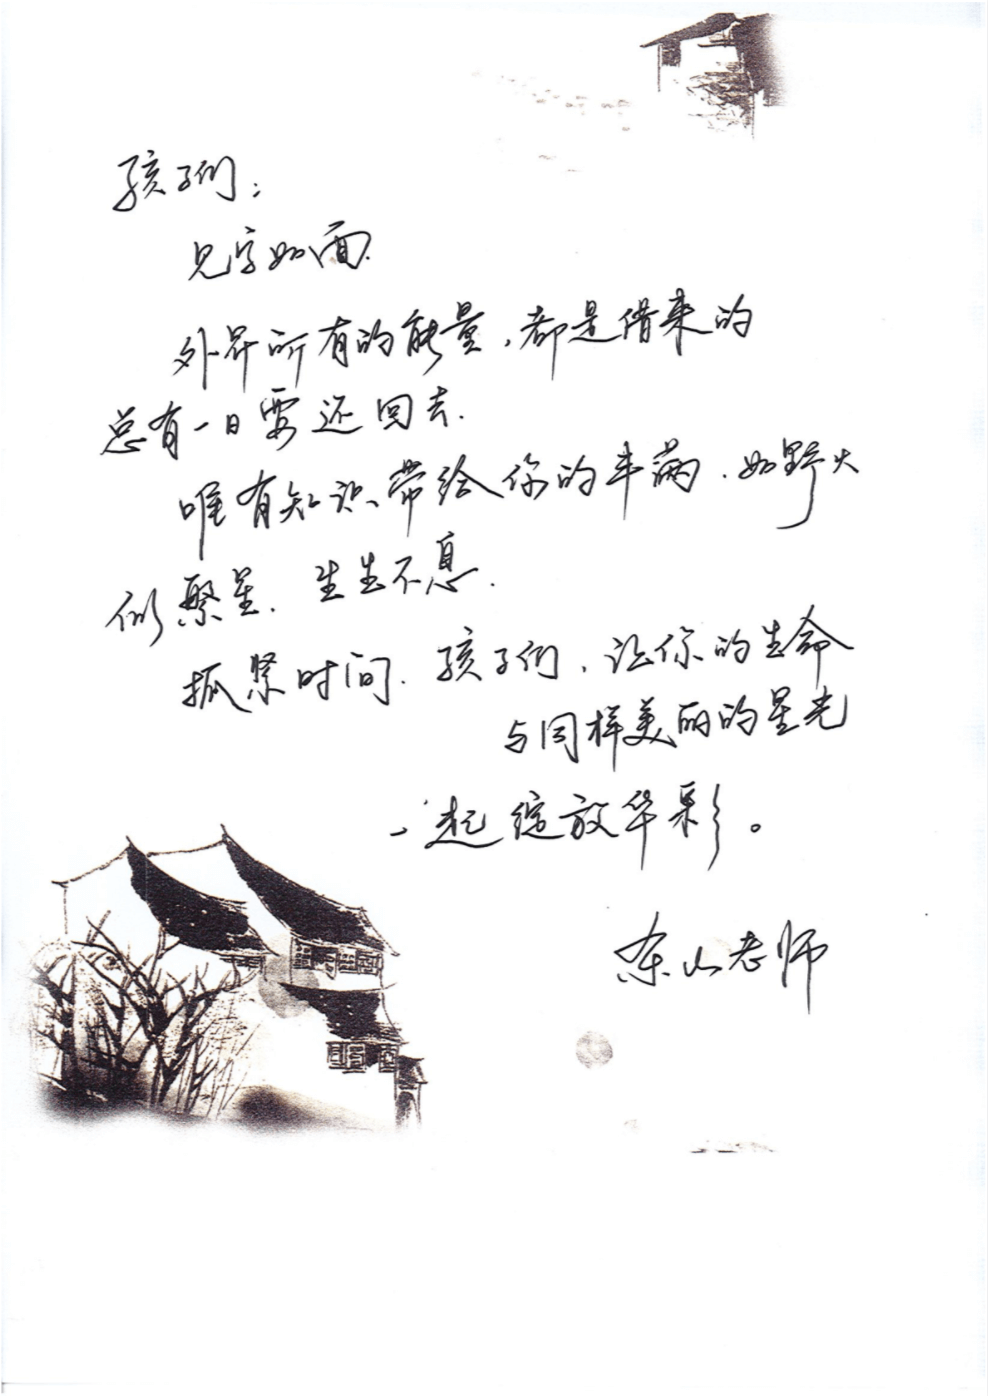 孩子们：
见字如面.
外界所有的能量，都是借来的
总有一日要还回去.
唯有知识带给你的丰满，如野火
似繁星、生生不息.
抓紧时间.孩子们，让你的生命
与同样美丽的星光
一起绽放华彩。
山老师